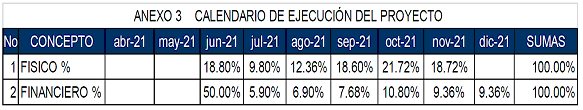 ANEXO 3 CALENDARIO DE EJECUCIÓN DEL PROYECTO
No CONCEPTO abr-21 may-21 jun-21 jul-21 ago-21 sep-21 oct-21 nov-21 dic-21 SUMAS
1 FISICO % 18.80% 9.80% 12.36% 18.60% 21.72% 18.72% 100.00%
2 FINANCIERO % 50.00% 5.90% 6.90% 7.68% 10.80% 9.36% 9.36% 100.00%